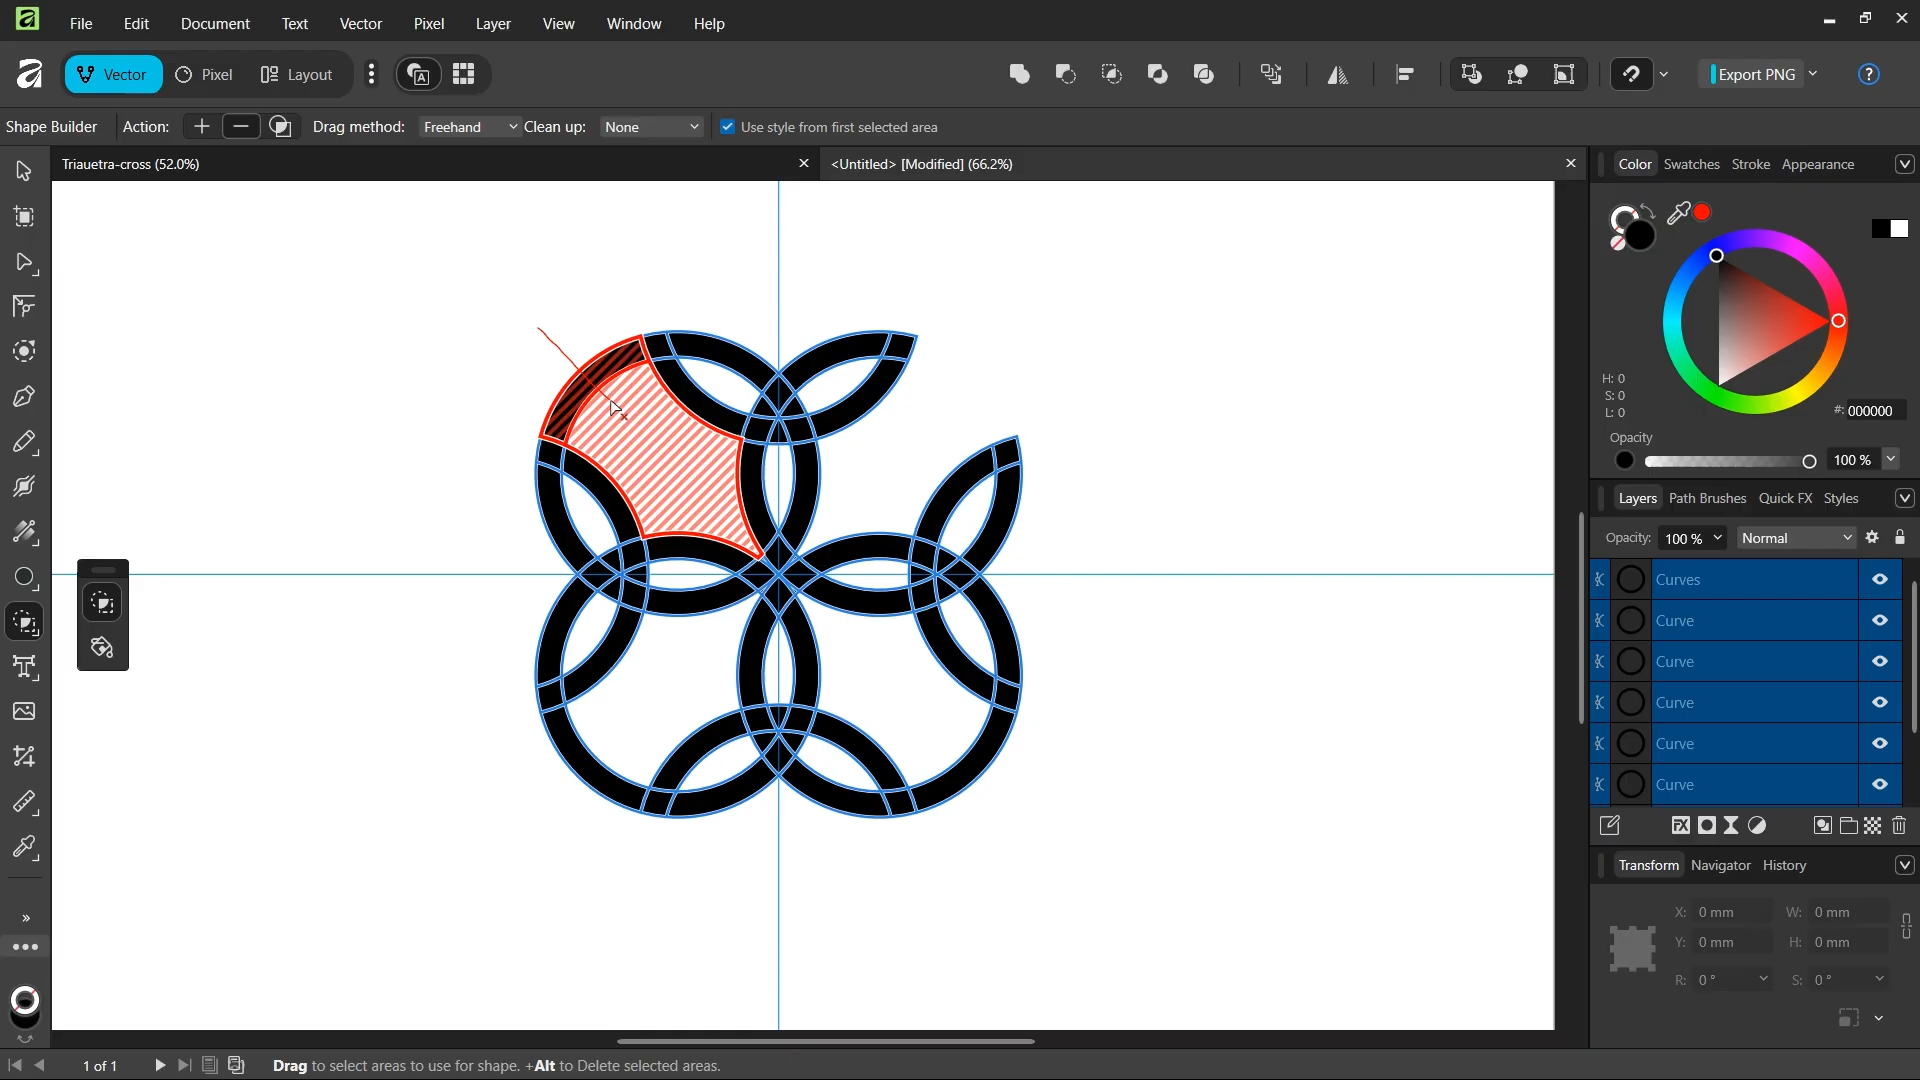 File Edit Document Text Vector Pixel Layer View Window Help
Vector Pixel Layout A Export PNG ?
Shape Builder Action: Drag method: Freehand Clean up: None Use style from first selected area
Triauetra-cross (52.0%) <Untitled> [Modified] (66.2%)
Color Swatches Stroke Appearance
H: 0
S: 0
L: 0
#: 000000
Opacity
100 %
Layers Path Brushes Quick FX Styles
Opacity: 100 % Normal
Curves
Curve
Curve
Curve
Curve
Curve
FX
Transform Navigator History
X: 0 mm W: 0 mm
Y: 0 mm H: 0 mm
R: 0 ° S: 0 °
1 of 1 Drag to select areas to use for shape. +Alt to Delete selected areas.